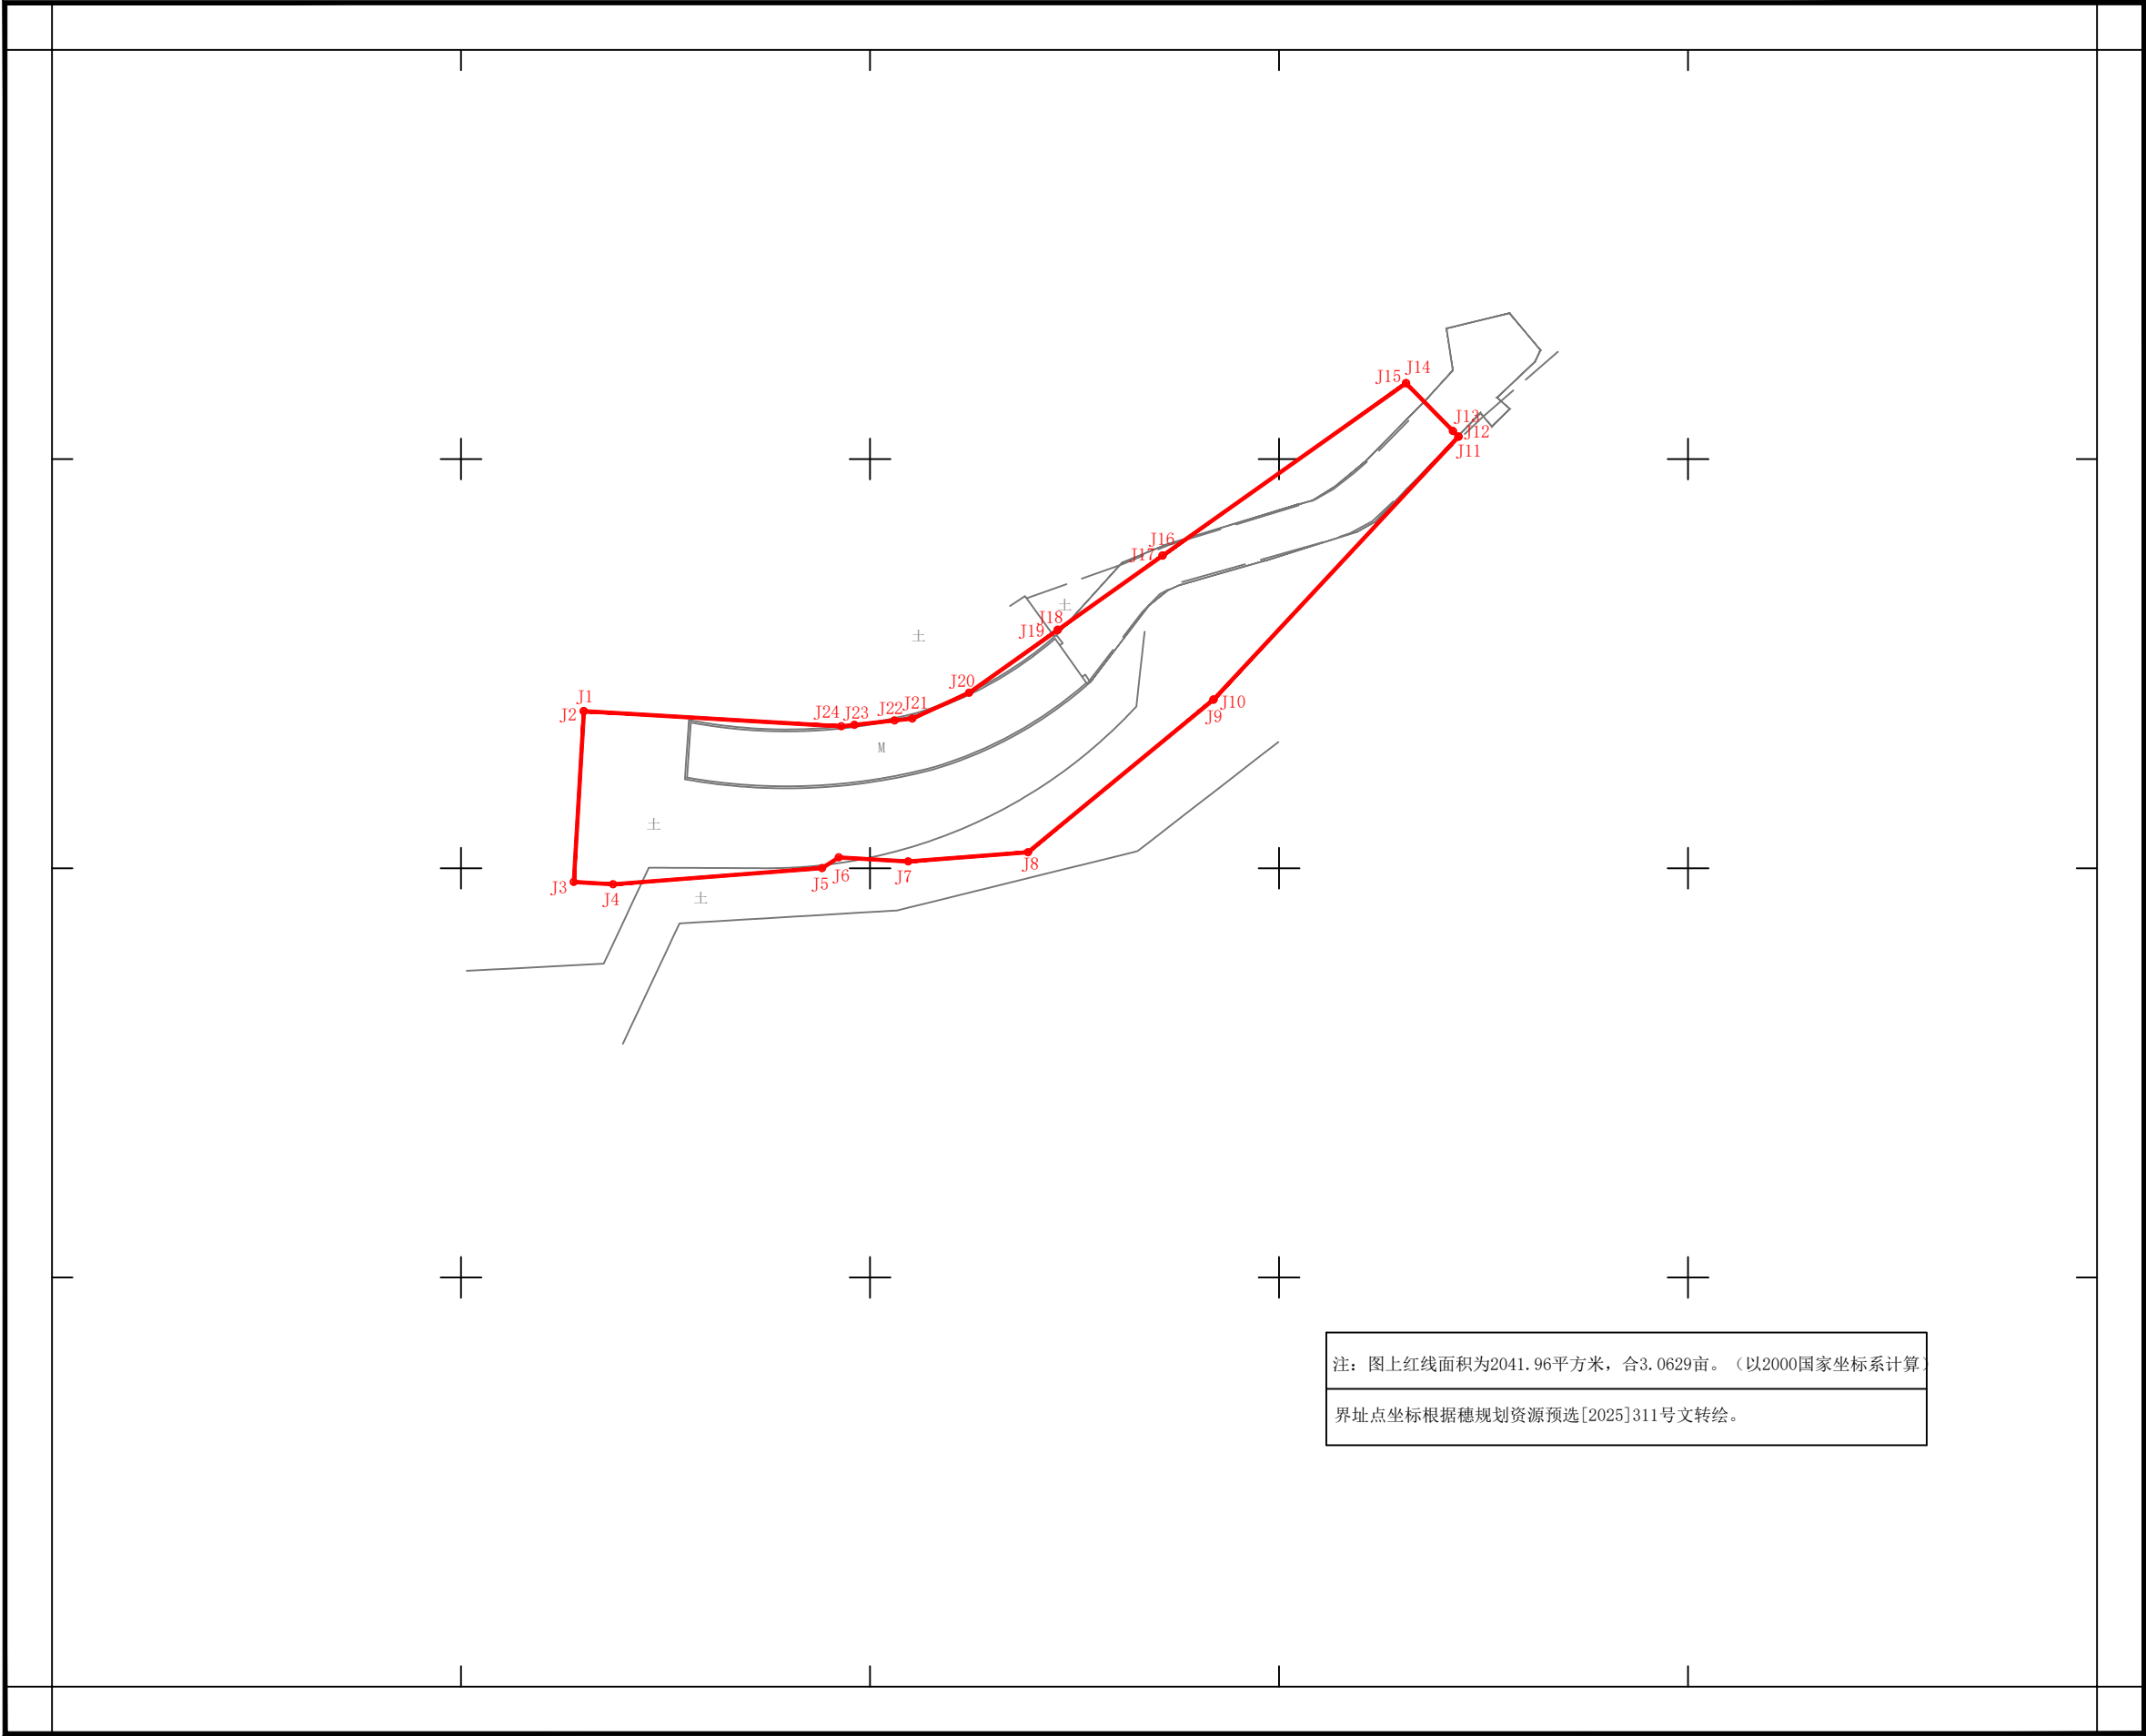 J14
J15
J13
J12
J11
J16
J17
土
J18
J19
土
J20
J1
J2
J24
J23
J22
J21
J10
J9
M
土
J8
J6
J7
J5
J3
J4
土
注：图上红线面积为2041.96平方米，合3.0629亩。（以2000国家坐标系计算）
界址点坐标根据穗规划资源预选[2025]311号文转绘。